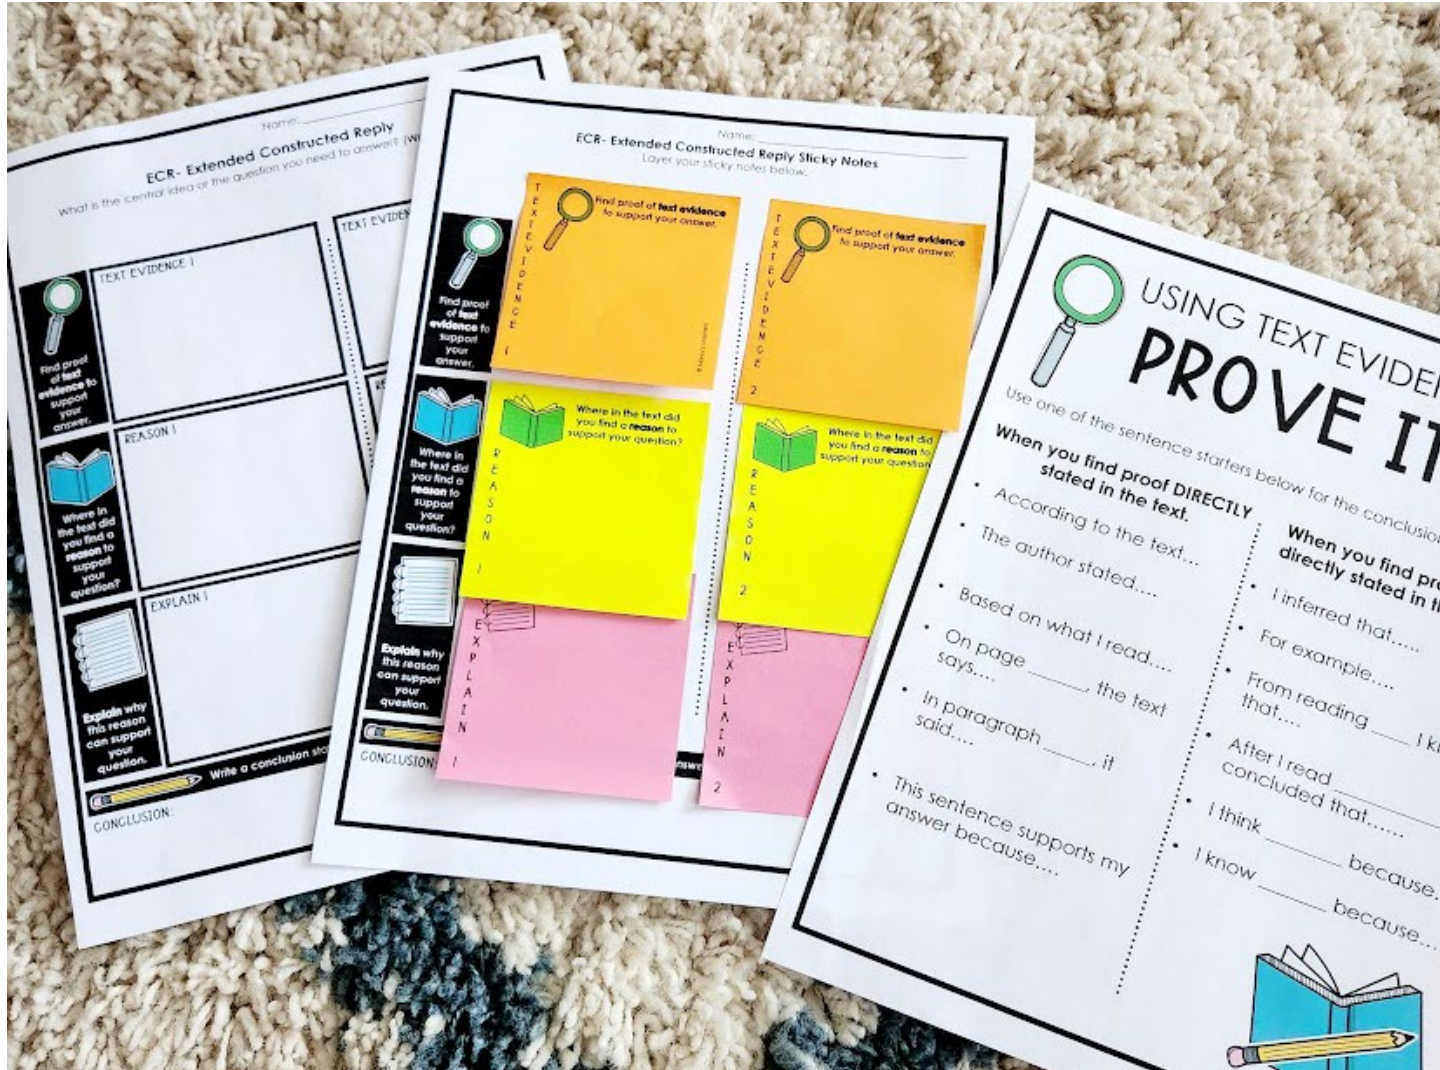 Name:
ECR- Extended Constructed Reply
What is the central idea or the question you need to answer?
TEXT EVIDENCE 1
TEXT
Find proof
of text
evidence to
support
your
answer.
REASON 1
Where in
the text did
you find a
reason to
support
your
question?
EXPLAIN 1
Explain why
this reason
can support
your
question.
Write a conclusion
CONCLUSION:
Name:
ECR- Extended Constructed Reply Sticky Notes
Layer your sticky notes below.
Find proof
of text
evidence to
support
your
answer.
TEXT EVIDENCE 1
Find proof of text evidence
to support your answer.
TEXT EVIDENCE 2
Find proof of text evidence
to support your answer.
Where in
the text did
you find a
reason to
support
your
question?
REASON 1
Where in the text did
you find a reason to
support your question?
REASON 2
Where in the text did
you find a reason to
support your question
Explain why
this reason
can support
your
question.
EXPLAIN 1
EXPLAIN 2
CONCLUSION:
USING TEXT
PROVE
Use one of the sentence starters below for the
When you find proof DIRECTLY
stated in the text.
• According to the text...
• The author stated....
• Based on what I read....
• On page ______, the text
says....
• In paragraph ______, it
said....
• This sentence supports my
answer because....
When you find
directly stated in
• I inferred that.....
• For example....
• From reading ____ I
that....
• After I read ______
concluded that......
• I think ______ because..
• I know ______ because...